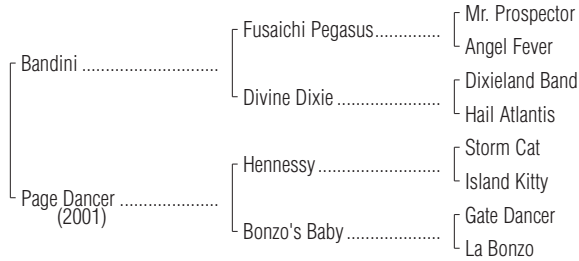 Mr. Prospector
Fusaichi Pegasus..............
Angel Fever
Bandini .............................
Dixieland Band
Divine Dixie ......................
Hail Atlantis
Storm Cat
Hennessy ..........................
Island Kitty
Page Dancer .....................
(2001)
Gate Dancer
Bonzo's Baby ....................
La Bonzo